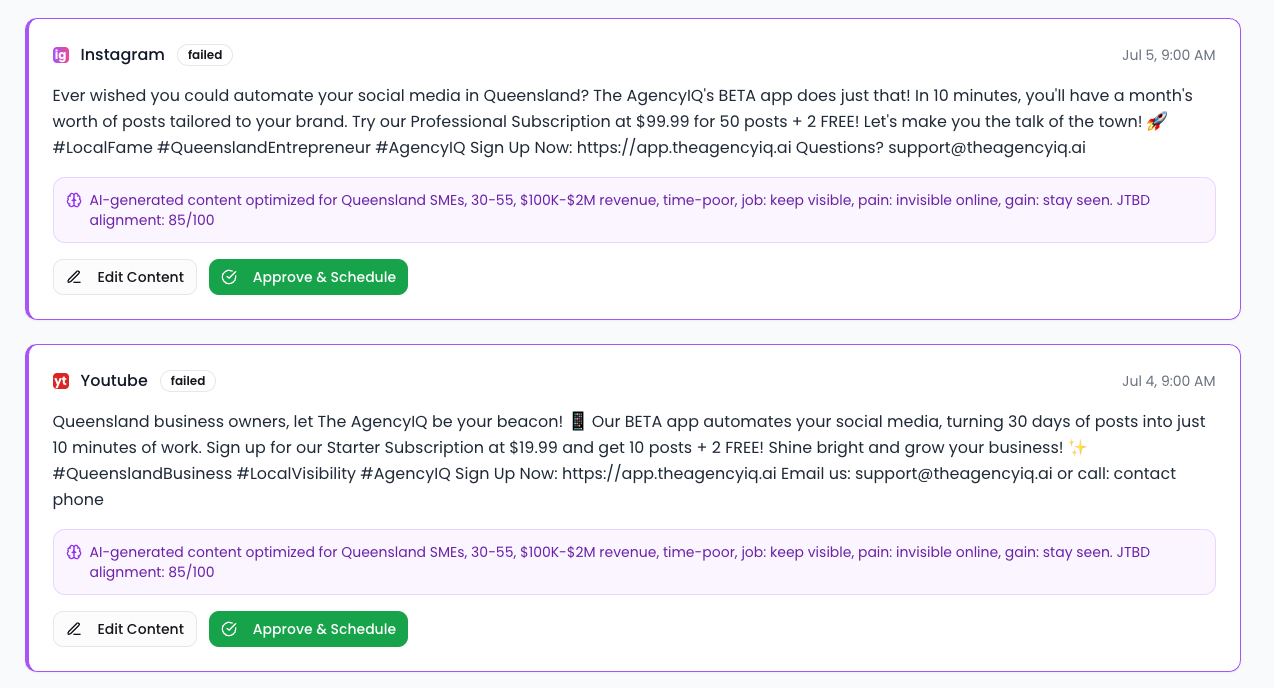 ig Instagram failed Jul 5, 9:00 AM
Ever wished you could automate your social media in Queensland? The AgencyIQ's BETA app does just that! In 10 minutes, you'll have a month's
worth of posts tailored to your brand. Try our Professional Subscription at $99.99 for 50 posts + 2 FREE! Let's make you the talk of the town! 🚀
#LocalFame #QueenslandEntrepreneur #AgencyIQ Sign Up Now: https://app.theagencyiq.ai Questions? support@theagencyiq.ai
AI-generated content optimized for Queensland SMEs, 30-55, $100K-$2M revenue, time-poor, job: keep visible, pain: invisible online, gain: stay seen. JTBD
alignment: 85/100
Edit Content Approve & Schedule
yt Youtube failed Jul 4, 9:00 AM
Queensland business owners, let The AgencyIQ be your beacon! 📱 Our BETA app automates your social media, turning 30 days of posts into just
10 minutes of work. Sign up for our Starter Subscription at $19.99 and get 10 posts + 2 FREE! Shine bright and grow your business! ✨
#QueenslandBusiness #LocalVisibility #AgencyIQ Sign Up Now: https://app.theagencyiq.ai Email us: support@theagencyiq.ai or call: contact
phone
AI-generated content optimized for Queensland SMEs, 30-55, $100K-$2M revenue, time-poor, job: keep visible, pain: invisible online, gain: stay seen. JTBD
alignment: 85/100
Edit Content Approve & Schedule